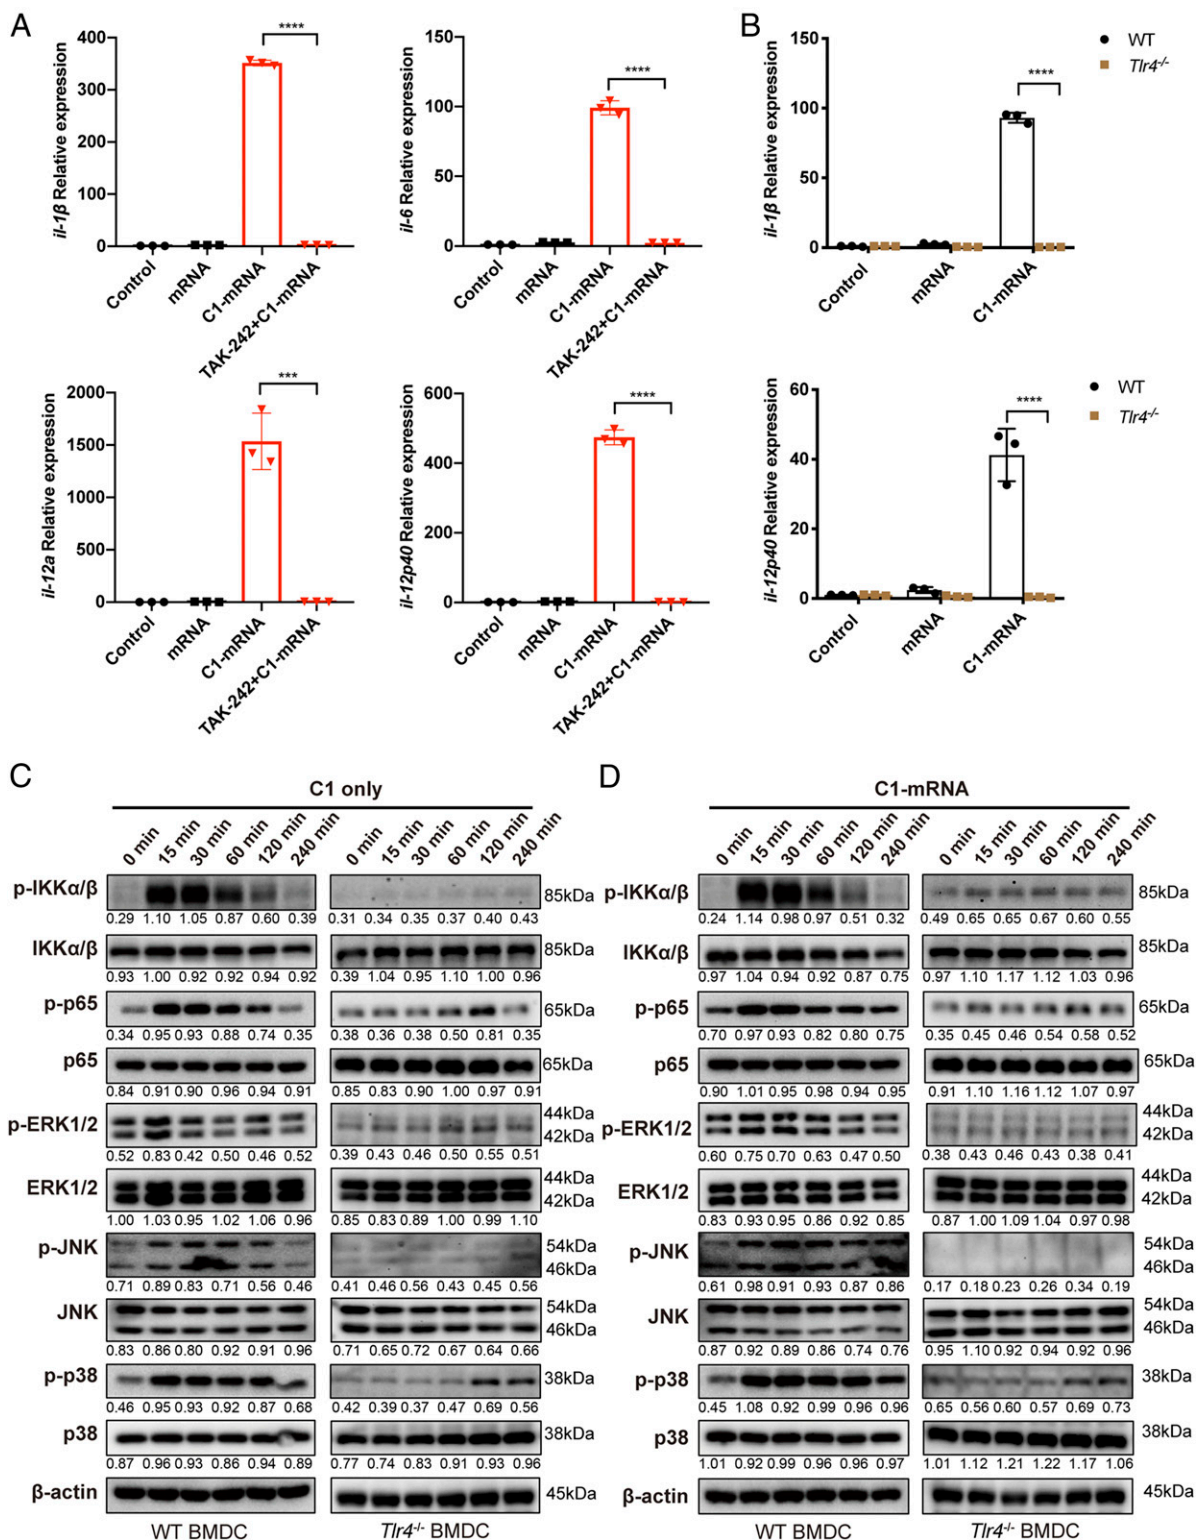 A
400
300
200
100
0
il-1β Relative expression
****
Control
mRNA
C1-mRNA
TAK-242+C1-mRNA
150
100
50
0
il-6 Relative expression
****
Control
mRNA
C1-mRNA
TAK-242+C1-mRNA
B
150
100
50
0
il-1β Relative expression
****
WT
Tlr4-/-
Control
mRNA
C1-mRNA
2000
1500
1000
500
0
il-12a Relative expression
***
Control
mRNA
C1-mRNA
TAK-242+C1-mRNA
600
400
200
0
il-12p40 Relative expression
****
Control
mRNA
C1-mRNA
TAK-242+C1-mRNA
60
40
20
0
il-12p40 Relative expression
****
WT
Tlr4-/-
Control
mRNA
C1-mRNA
C
C1 only
0 min 15 min 30 min 60 min 120 min 240 min 0 min 15 min 30 min 60 min 120 min 240 min
p-IKKα/β 85kDa
0.29 1.10 1.05 0.87 0.60 0.39 0.31 0.34 0.35 0.37 0.40 0.43
IKKα/β 85kDa
0.93 1.00 0.92 0.92 0.94 0.92 0.39 1.04 0.95 1.10 1.00 0.96
p-p65 65kDa
0.34 0.95 0.93 0.88 0.74 0.35 0.38 0.36 0.38 0.50 0.81 0.35
p65 65kDa
0.84 0.91 0.90 0.96 0.94 0.91 0.85 0.83 0.90 1.00 0.97 0.91
p-ERK1/2 44kDa
42kDa
0.52 0.83 0.42 0.50 0.46 0.52 0.39 0.43 0.46 0.50 0.55 0.51
ERK1/2 44kDa
42kDa
1.00 1.03 0.95 1.02 1.06 0.96 0.85 0.83 0.89 1.00 0.99 1.10
p-JNK 54kDa
46kDa
0.71 0.89 0.83 0.71 0.56 0.46 0.41 0.46 0.56 0.43 0.45 0.56
JNK 54kDa
46kDa
0.83 0.86 0.80 0.92 0.91 0.96 0.71 0.65 0.72 0.67 0.64 0.66
p-p38 38kDa
0.46 0.95 0.93 0.92 0.87 0.68 0.42 0.39 0.37 0.47 0.69 0.56
p38 38kDa
0.87 0.96 0.93 0.86 0.94 0.89 0.77 0.74 0.83 0.91 0.93 0.96
β-actin 45kDa
WT BMDC Tlr4-/- BMDC
D
C1-mRNA
0 min 15 min 30 min 60 min 120 min 240 min 0 min 15 min 30 min 60 min 120 min 240 min
p-IKKα/β 85kDa
0.24 1.14 0.98 0.97 0.51 0.32 0.49 0.65 0.65 0.67 0.60 0.55
IKKα/β 85kDa
0.97 1.04 0.94 0.92 0.87 0.75 0.97 1.10 1.17 1.12 1.03 0.96
p-p65 65kDa
0.70 0.97 0.93 0.82 0.80 0.75 0.35 0.45 0.46 0.54 0.58 0.52
p65 65kDa
0.90 1.01 0.95 0.98 0.94 0.95 0.91 1.10 1.16 1.12 1.07 0.97
p-ERK1/2 44kDa
42kDa
0.60 0.75 0.70 0.63 0.47 0.50 0.38 0.43 0.46 0.43 0.38 0.41
ERK1/2 44kDa
42kDa
0.83 0.93 0.95 0.86 0.92 0.85 0.87 1.00 1.09 1.04 0.97 0.98
p-JNK 54kDa
46kDa
0.61 0.98 0.91 0.93 0.87 0.86 0.17 0.18 0.23 0.26 0.34 0.19
JNK 54kDa
46kDa
0.87 0.92 0.89 0.86 0.74 0.76 0.95 1.10 0.92 0.94 0.92 0.96
p-p38 38kDa
0.45 1.08 0.92 0.99 0.96 0.96 0.65 0.56 0.60 0.57 0.69 0.73
p38 38kDa
1.01 0.92 0.99 0.96 0.96 0.97 1.01 1.12 1.21 1.22 1.17 1.06
β-actin 45kDa
WT BMDC Tlr4-/- BMDC